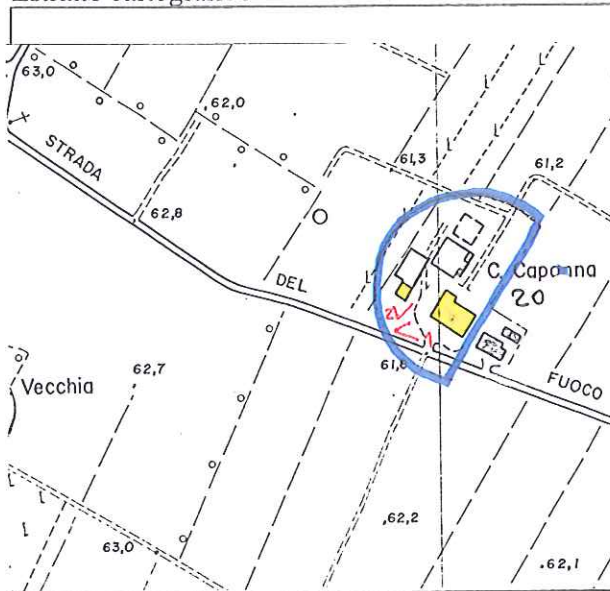 63,0
62,0
STRADA
61,3
61,2
62,8
C. Capanna
20
DEL
2
1
61,6
FUOCO
Vecchia
62,7
62,2
63,0
62,1